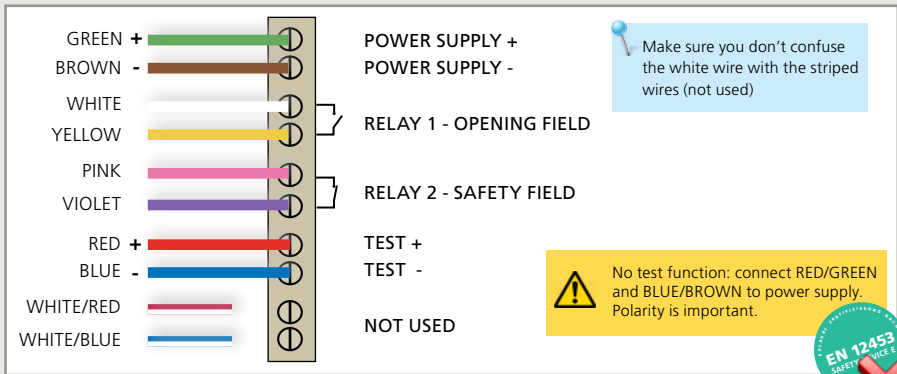 GREEN + POWER SUPPLY +
BROWN - POWER SUPPLY -
WHITE
YELLOW
RELAY 1 - OPENING FIELD
PINK
VIOLET
RELAY 2 - SAFETY FIELD
RED + TEST +
BLUE - TEST -
WHITE/RED
WHITE/BLUE
NOT USED
Make sure you don't confuse
the white wire with the striped
wires (not used)
No test function: connect RED/GREEN
and BLUE/BROWN to power supply.
Polarity is important.
EN 12453
SAFETY E